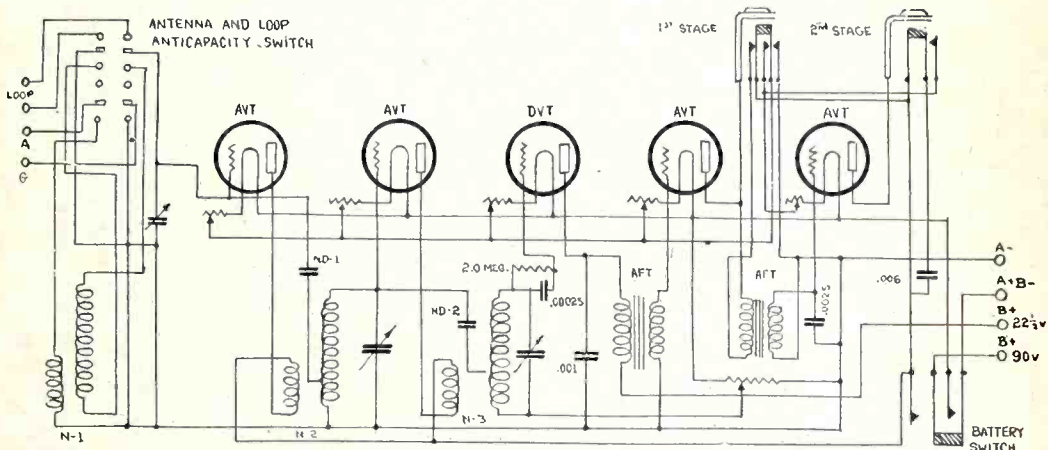 ANTENNA AND LOOP
ANTICAPACITY SWITCH
1ST STAGE
2ND STAGE
LOOP
A
G
AVT
AVT
DVT
AVT
AVT
ND-1
2.0 MEG.
.00025
ND-2
.001
AFT
AFT
.0025
.006
A-
A+B-
B+
22½v
B+
90v
N-1
N-2
N-3
BATTERY
SWITCH